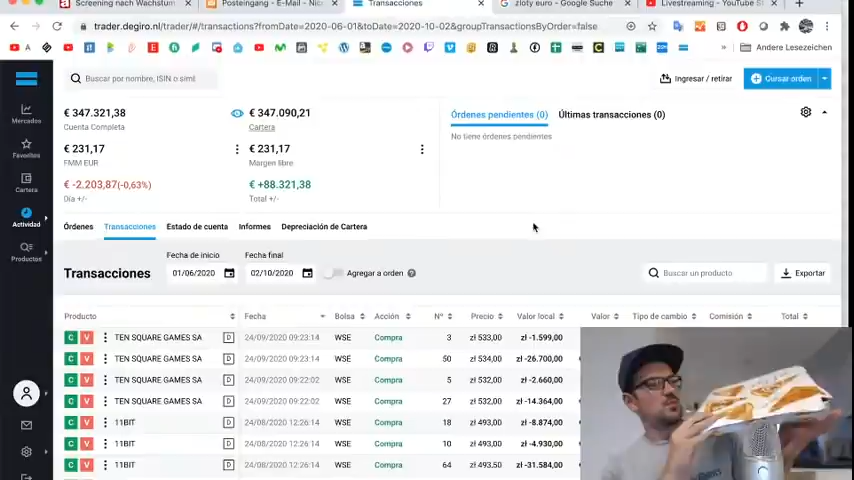 Screening nach Wachstum
Posteingang - E-Mail - Nic
Transacciones
zloty euro - Google Suche
Livestreaming - YouTube S
trader.degiro.nl/trader/#/transactions?fromDate=2020-06-01&toDate=2020-10-02&groupTransactionsByOrder=false
Andere Lesezeichen
Buscar por nombre, ISIN o símbolo
Ingresar / retirar
Cursar orden
€ 347.321,38
Cuenta Completa
€ 347.090,21
Cartera
Órdenes pendientes (0)
Últimas transacciones (0)
No tiene órdenes pendientes
€ 231,17
FMM EUR
€ 231,17
Margen libre
€ -2.203,87(-0,63%)
Día +/-
€ +88.321,38
Total +/-
Mercados
Favoritos
Cartera
Actividad
Productos
Órdenes
Transacciones
Estado de cuenta
Informes
Depreciación de Cartera
Transacciones
Fecha de inicio
01/06/2020
Fecha final
02/10/2020
Agregar a orden
Buscar un producto
Exportar
Producto Fecha Bolsa Acción Nº Precio Valor local Valor Tipo de cambio Comisión Total
C V TEN SQUARE GAMES SA D 24/09/2020 09:23:14 WSE Compra 3 zł 533,00 zł -1.599,00
C V TEN SQUARE GAMES SA D 24/09/2020 09:23:14 WSE Compra 50 zł 534,00 zł -26.700,00
C V TEN SQUARE GAMES SA D 24/09/2020 09:22:02 WSE Compra 5 zł 532,00 zł -2.660,00
C V TEN SQUARE GAMES SA D 24/09/2020 09:22:02 WSE Compra 27 zł 532,00 zł -14.364,00
C V 11BIT D 24/08/2020 12:26:14 WSE Compra 18 zł 493,00 zł -8.874,00
C V 11BIT D 24/08/2020 12:26:14 WSE Compra 10 zł 493,00 zł -4.930,00
C V 11BIT D 24/08/2020 12:26:14 WSE Compra 64 zł 493,50 zł -31.584,00